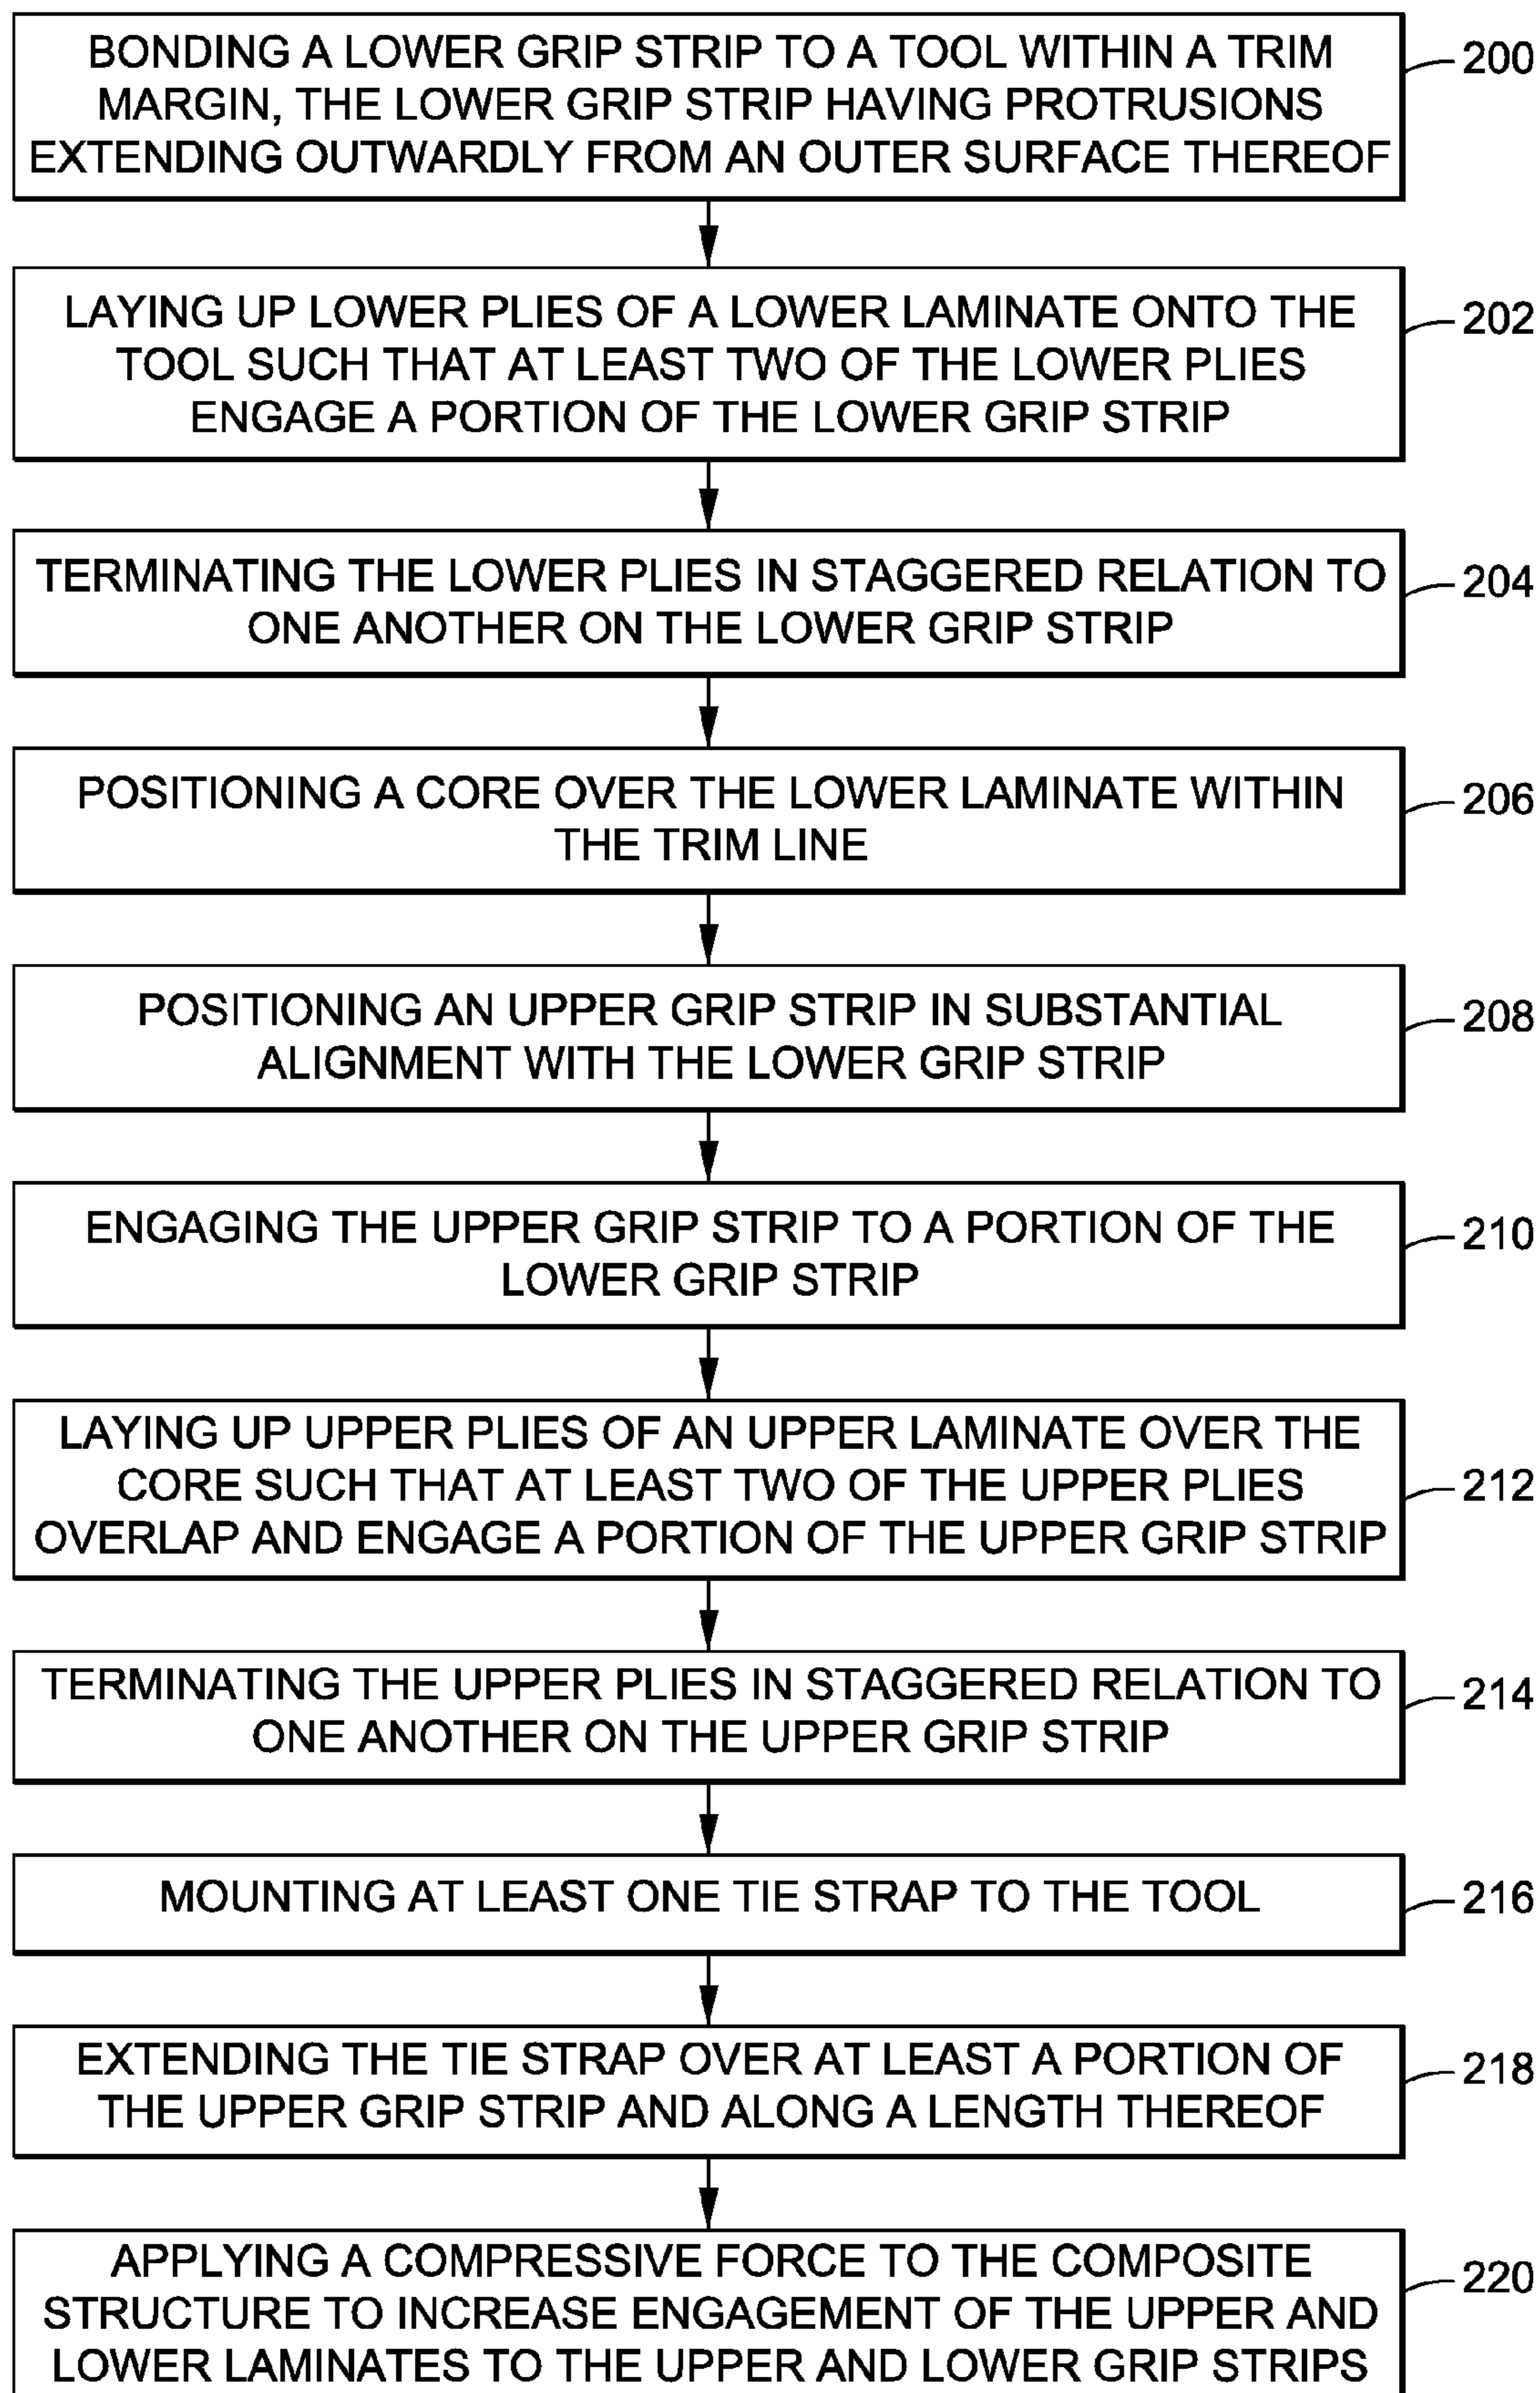 BONDING A LOWER GRIP STRIP TO A TOOL WITHIN A TRIM
MARGIN, THE LOWER GRIP STRIP HAVING PROTRUSIONS
EXTENDING OUTWARDLY FROM AN OUTER SURFACE THEREOF
200
LAYING UP LOWER PLIES OF A LOWER LAMINATE ONTO THE
TOOL SUCH THAT AT LEAST TWO OF THE LOWER PLIES
ENGAGE A PORTION OF THE LOWER GRIP STRIP
202
TERMINATING THE LOWER PLIES IN STAGGERED RELATION TO
ONE ANOTHER ON THE LOWER GRIP STRIP
204
POSITIONING A CORE OVER THE LOWER LAMINATE WITHIN
THE TRIM LINE
206
POSITIONING AN UPPER GRIP STRIP IN SUBSTANTIAL
ALIGNMENT WITH THE LOWER GRIP STRIP
208
ENGAGING THE UPPER GRIP STRIP TO A PORTION OF THE
LOWER GRIP STRIP
210
LAYING UP UPPER PLIES OF AN UPPER LAMINATE OVER THE
CORE SUCH THAT AT LEAST TWO OF THE UPPER PLIES
OVERLAP AND ENGAGE A PORTION OF THE UPPER GRIP STRIP
212
TERMINATING THE UPPER PLIES IN STAGGERED RELATION TO
ONE ANOTHER ON THE UPPER GRIP STRIP
214
MOUNTING AT LEAST ONE TIE STRAP TO THE TOOL
216
EXTENDING THE TIE STRAP OVER AT LEAST A PORTION OF
THE UPPER GRIP STRIP AND ALONG A LENGTH THEREOF
218
APPLYING A COMPRESSIVE FORCE TO THE COMPOSITE
STRUCTURE TO INCREASE ENGAGEMENT OF THE UPPER AND
LOWER LAMINATES TO THE UPPER AND LOWER GRIP STRIPS
220